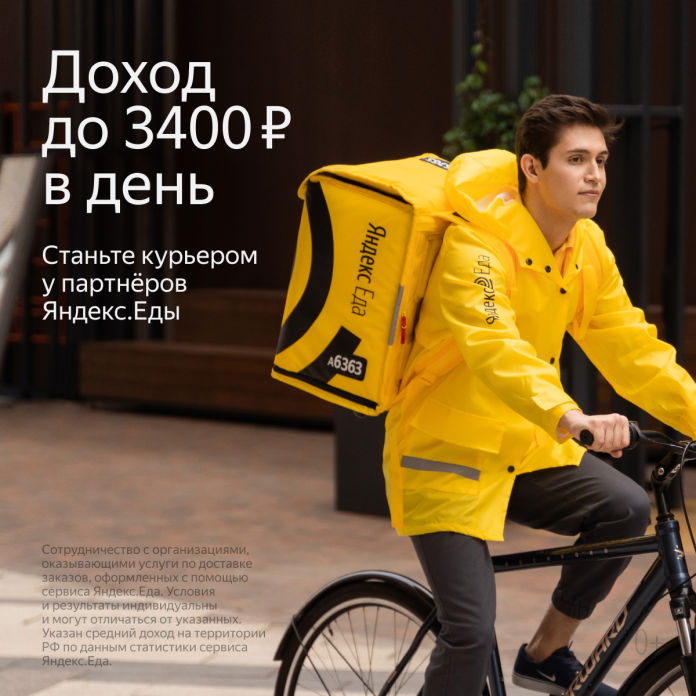 Доход
до 3400 ₽
в день
Станьте курьером
у партнёров
Яндекс.Еды
Яндекс Еда
Яндекс Еда
А6363
Сотрудничество с организациями,
оказывающими услуги по доставке
заказов, оформленных с помощью
сервиса Яндекс.Еда. Условия
и результаты индивидуальны
и могут отличаться от указанных.
Указан средний доход на территории
РФ по данным статистики сервиса
Яндекс.Еда.
0+